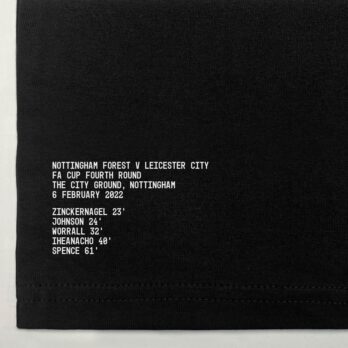 NOTTINGHAM FOREST V LEICESTER CITY
FA CUP FOURTH ROUND
THE CITY GROUND, NOTTINGHAM
6 FEBRUARY 2022
ZINCKERNAGEL 23'
JOHNSON 24'
WORRALL 32'
IHEANACHO 40'
SPENCE 61'